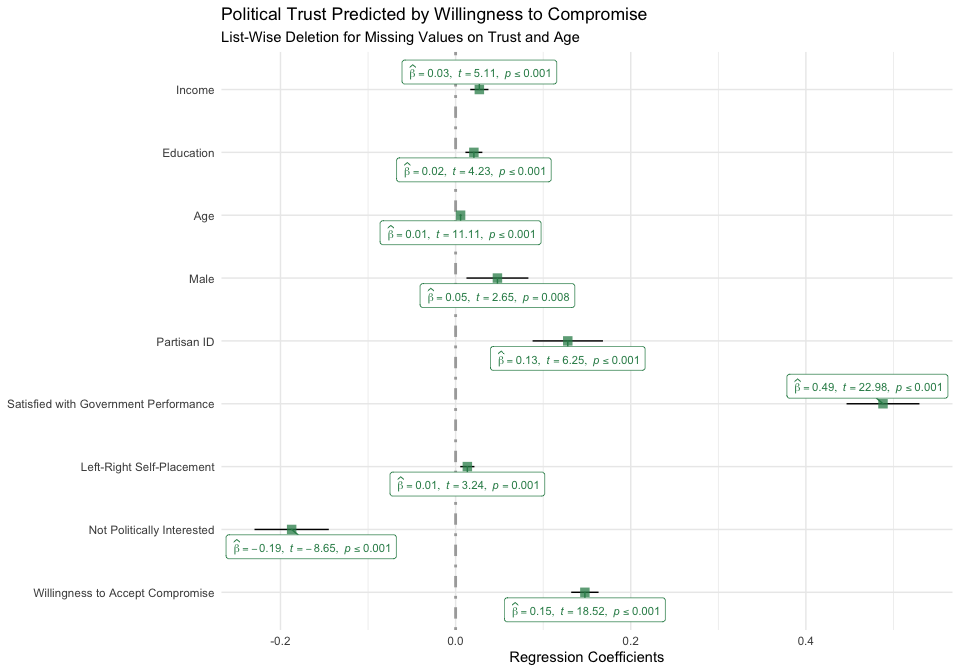 Political Trust Predicted by Willingness to Compromise
List-Wise Deletion for Missing Values on Trust and Age
β̂ = 0.03, t = 5.11, p ≤ 0.001
Income
Education
β̂ = 0.02, t = 4.23, p ≤ 0.001
Age
β̂ = 0.01, t = 11.11, p ≤ 0.001
Male
β̂ = 0.05, t = 2.65, p = 0.008
Partisan ID
β̂ = 0.13, t = 6.25, p ≤ 0.001
β̂ = 0.49, t = 22.98, p ≤ 0.001
Satisfied with Government Performance
Left-Right Self-Placement
β̂ = 0.01, t = 3.24, p = 0.001
Not Politically Interested
β̂ = −0.19, t = −8.65, p ≤ 0.001
Willingness to Accept Compromise
β̂ = 0.15, t = 18.52, p ≤ 0.001
-0.2 0.0 0.2 0.4
Regression Coefficients